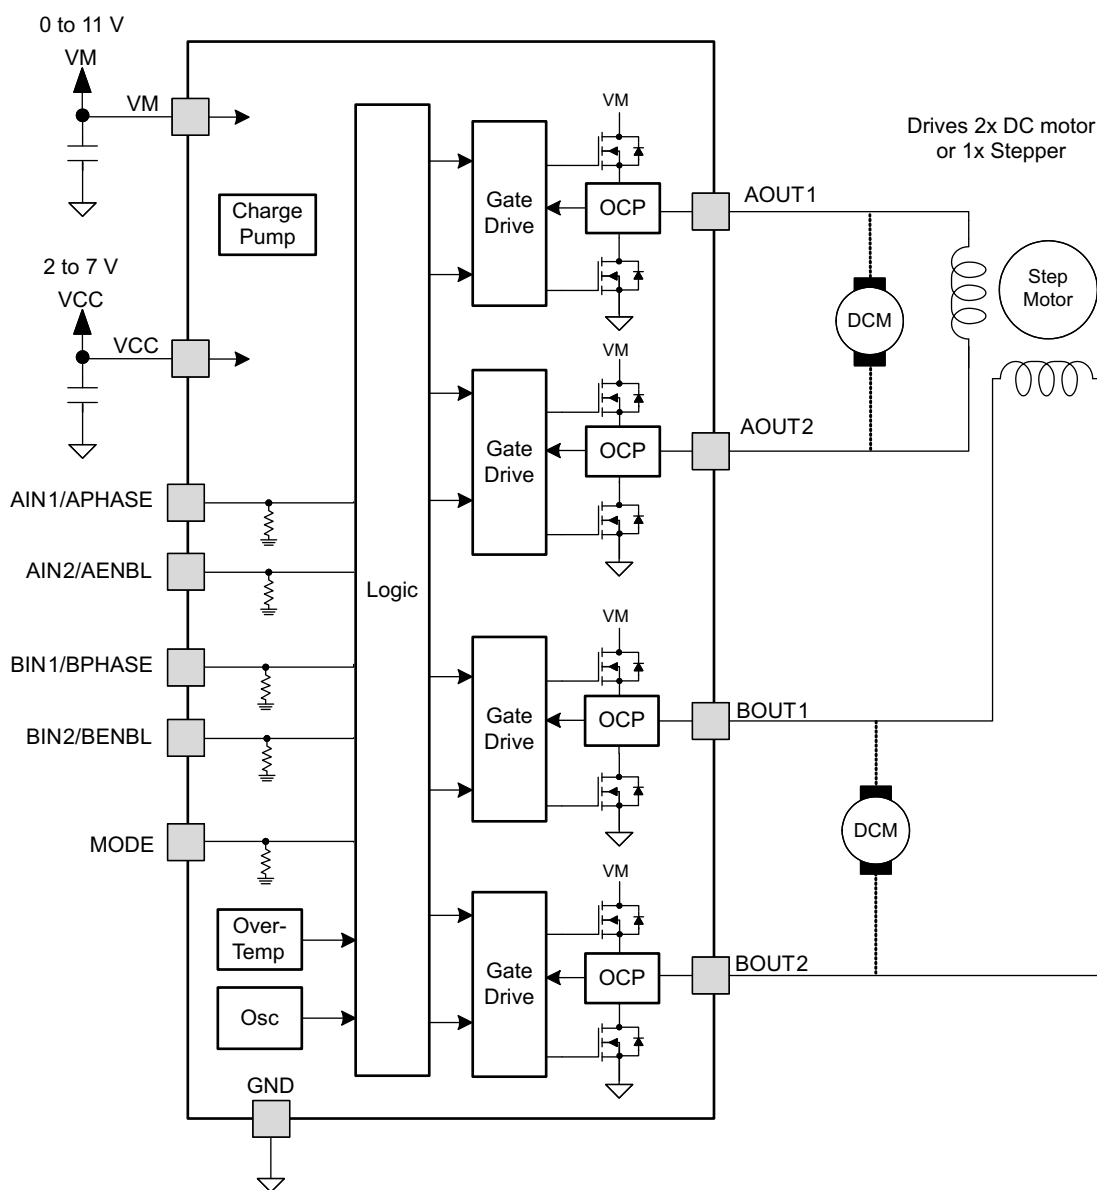 0 to 11 V
VM
VM
Charge
Pump
2 to 7 V
VCC
VCC
AIN1/APHASE
AIN2/AENBL
BIN1/BPHASE
BIN2/BENBL
MODE
Over-
Temp
Osc
GND
Logic
Gate
Drive
VM
OCP
AOUT1
Gate
Drive
VM
OCP
AOUT2
Gate
Drive
VM
OCP
BOUT1
Gate
Drive
VM
OCP
BOUT2
Drives 2x DC motor
or 1x Stepper
DCM
Step
Motor
DCM